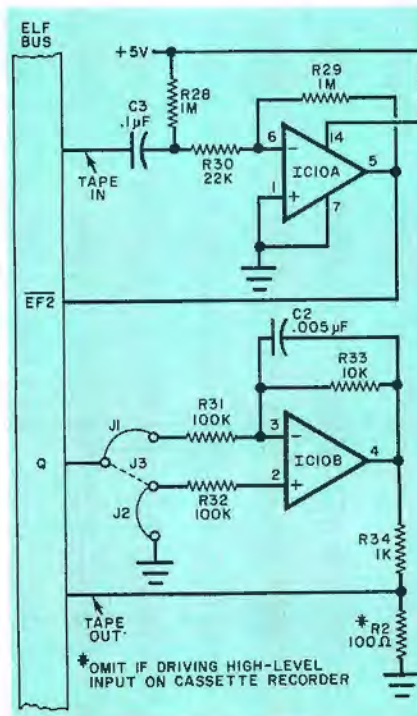 ELF
BUS
+5V
R28
1M
R29
1M
C3
.1µF
R30
22K
6
14
5
1
7
IC10A
TAPE
IN
EF2
C2
.005µF
R33
10K
R31
100K
3
J1
J3
J2
Q
R32
100K
2
4
IC10B
R34
1K
TAPE
OUT
*R2
100Ω
*OMIT IF DRIVING HIGH-LEVEL
INPUT ON CASSETTE RECORDER